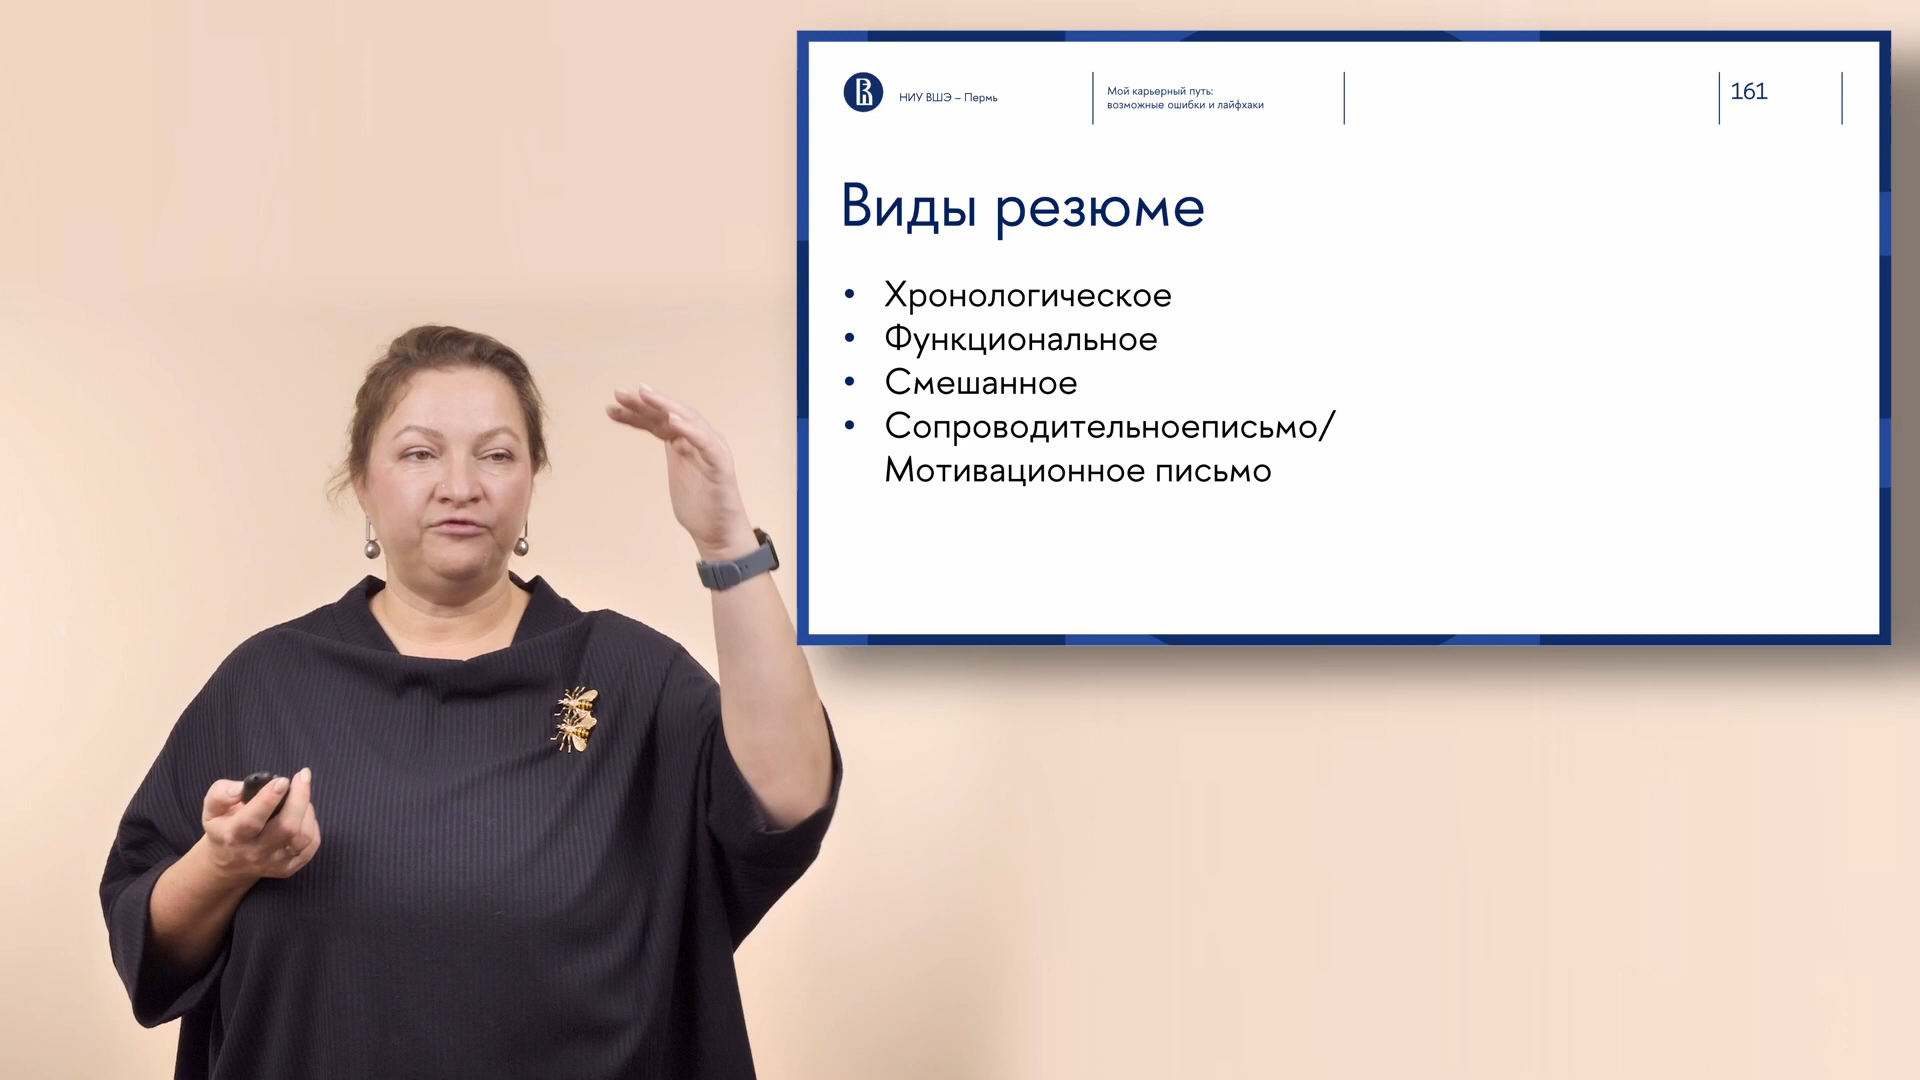 НИУ ВШЭ – Пермь
Мой карьерный путь:
возможные ошибки и лайфхаки
161
Виды резюме
• Хронологическое
• Функциональное
• Смешанное
• Сопроводительноеписьмо/
Мотивационное письмо